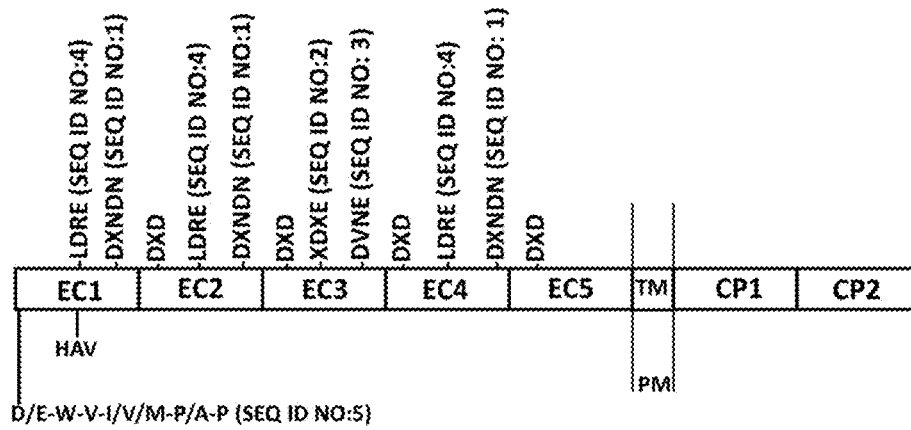 LDRE (SEQ ID NO:4)
DXNDN (SEQ ID NO:1)
DXD
LDRE (SEQ ID NO:4)
DXNDN (SEQ ID NO:1)
DXD
XDXE (SEQ ID NO:2)
DVNE (SEQ ID NO: 3)
DXD
LDRE (SEQ ID NO:4)
DXNDN (SEQ ID NO: 1)
DXD
EC1 EC2 EC3 EC4 EC5 TM CP1 CP2
HAV
PM
D/E-W-V-I/V/M-P/A-P (SEQ ID NO:5)